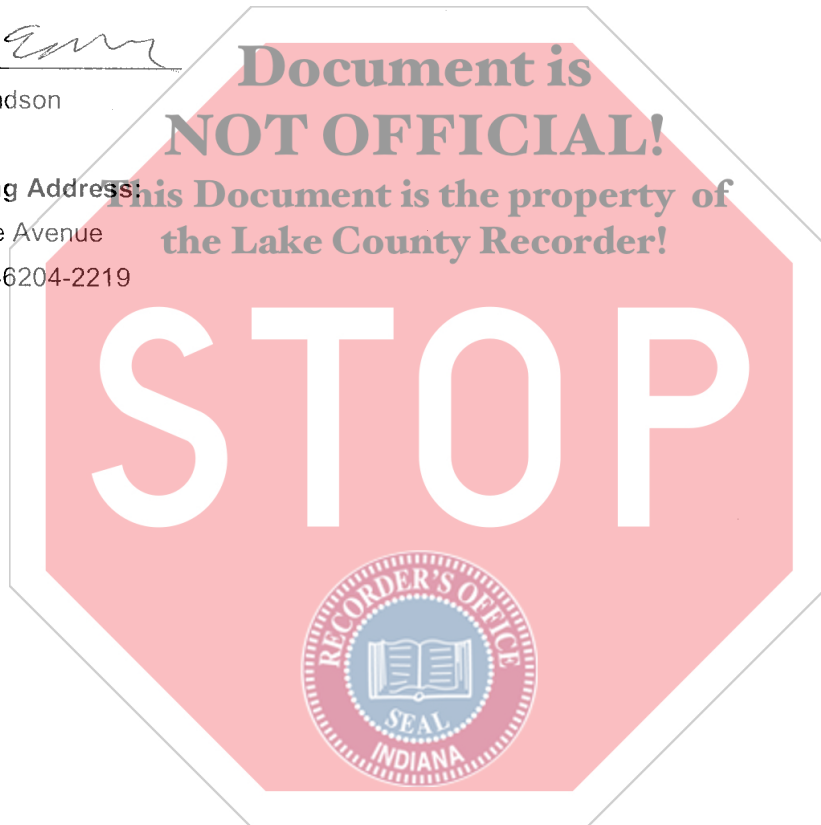 Document is
dson
NOT OFFICIAL!
g Address:
This Document is the property of
e Avenue
the Lake County Recorder!
6204-2219
STOP
RECORDER'S OFFICE
SEAL
INDIANA